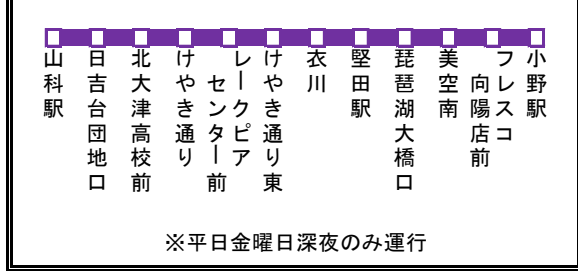 山科駅
日吉台団地口
北大津高校前
けやき通り
レークピア
センター前
けやき通り東
衣川
堅田駅
琵琶湖大橋口
美空南
フレスコ
向陽店前
小野駅
※平日金曜日深夜のみ運行